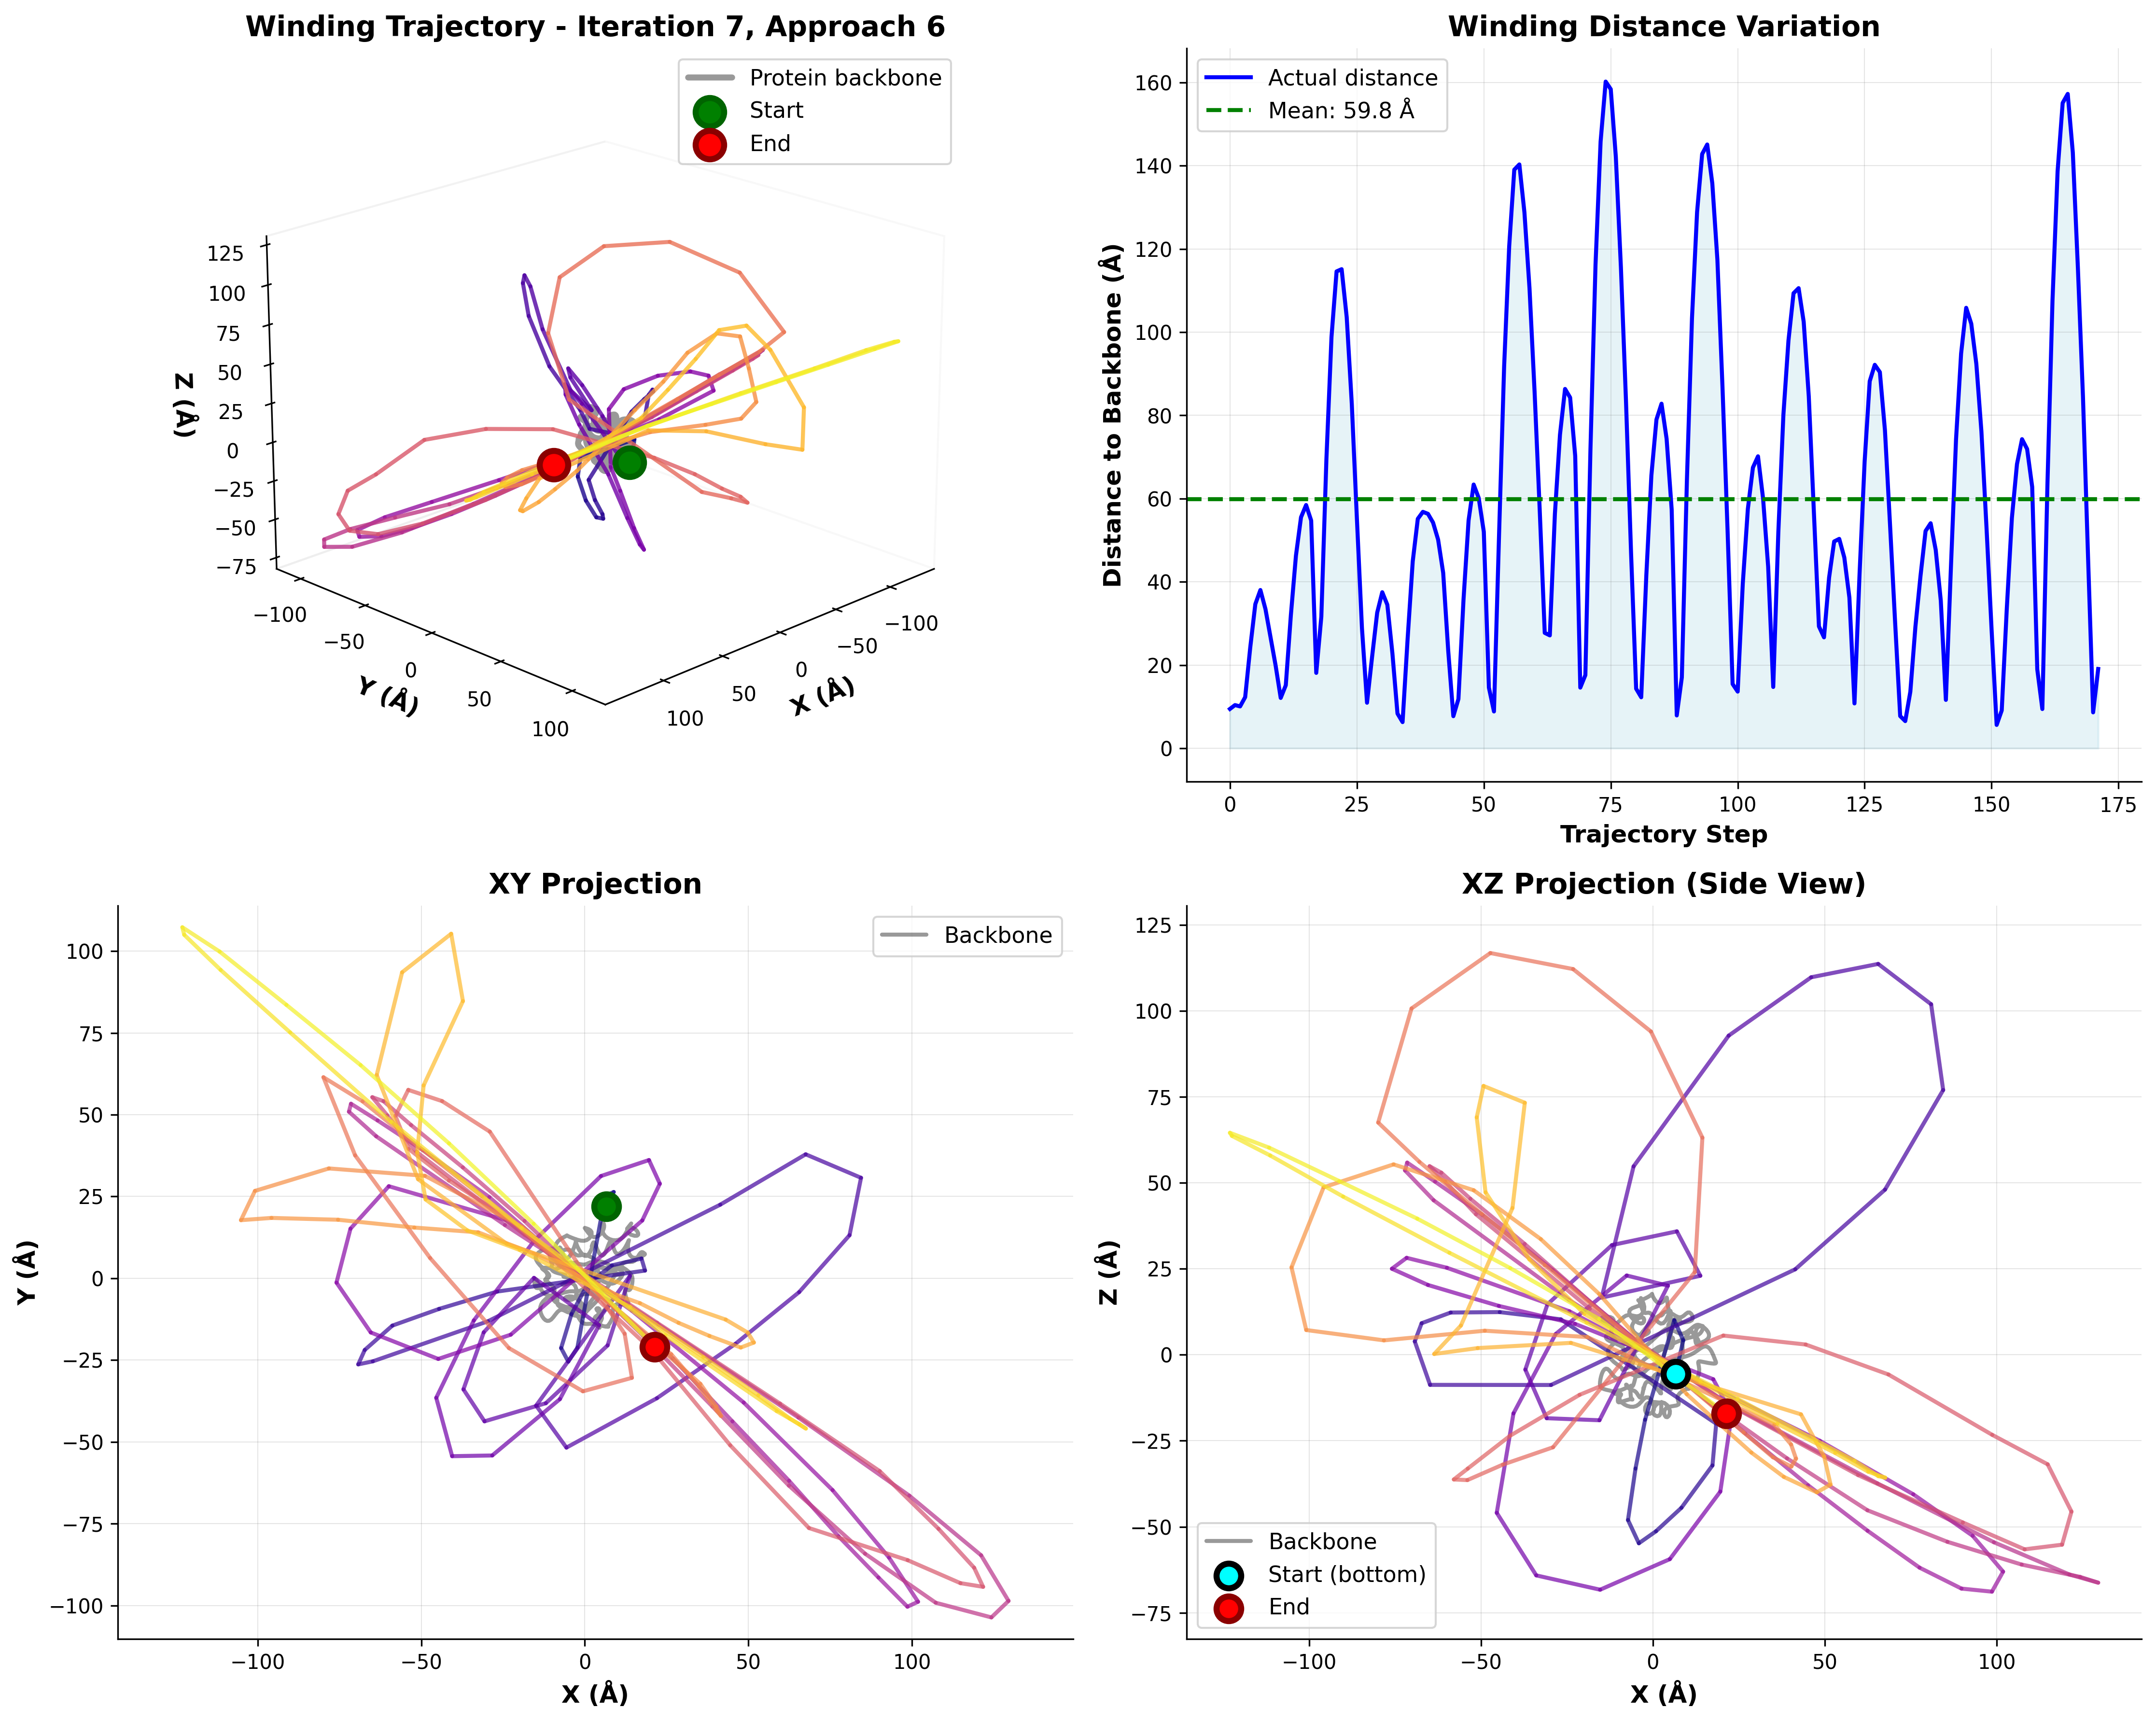 Winding Trajectory - Iteration 7, Approach 6
Protein backbone
Start
End
125
100
75
50
25
0
−25
−50
−75
Z (Å)
−100
−50
0
50
100
Y (Å)
100
50
0
−50
−100
X (Å)
Winding Distance Variation
Actual distance
Mean: 59.8 Å
160
140
120
100
80
60
40
20
0
Distance to Backbone (Å)
0 25 50 75 100 125 150 175
Trajectory Step
XY Projection
Backbone
100
75
50
25
0
−25
−50
−75
−100
Y (Å)
−100 −50 0 50 100
X (Å)
XZ Projection (Side View)
125
100
75
50
25
0
−25
−50
−75
Z (Å)
Backbone
Start (bottom)
End
−100 −50 0 50 100
X (Å)